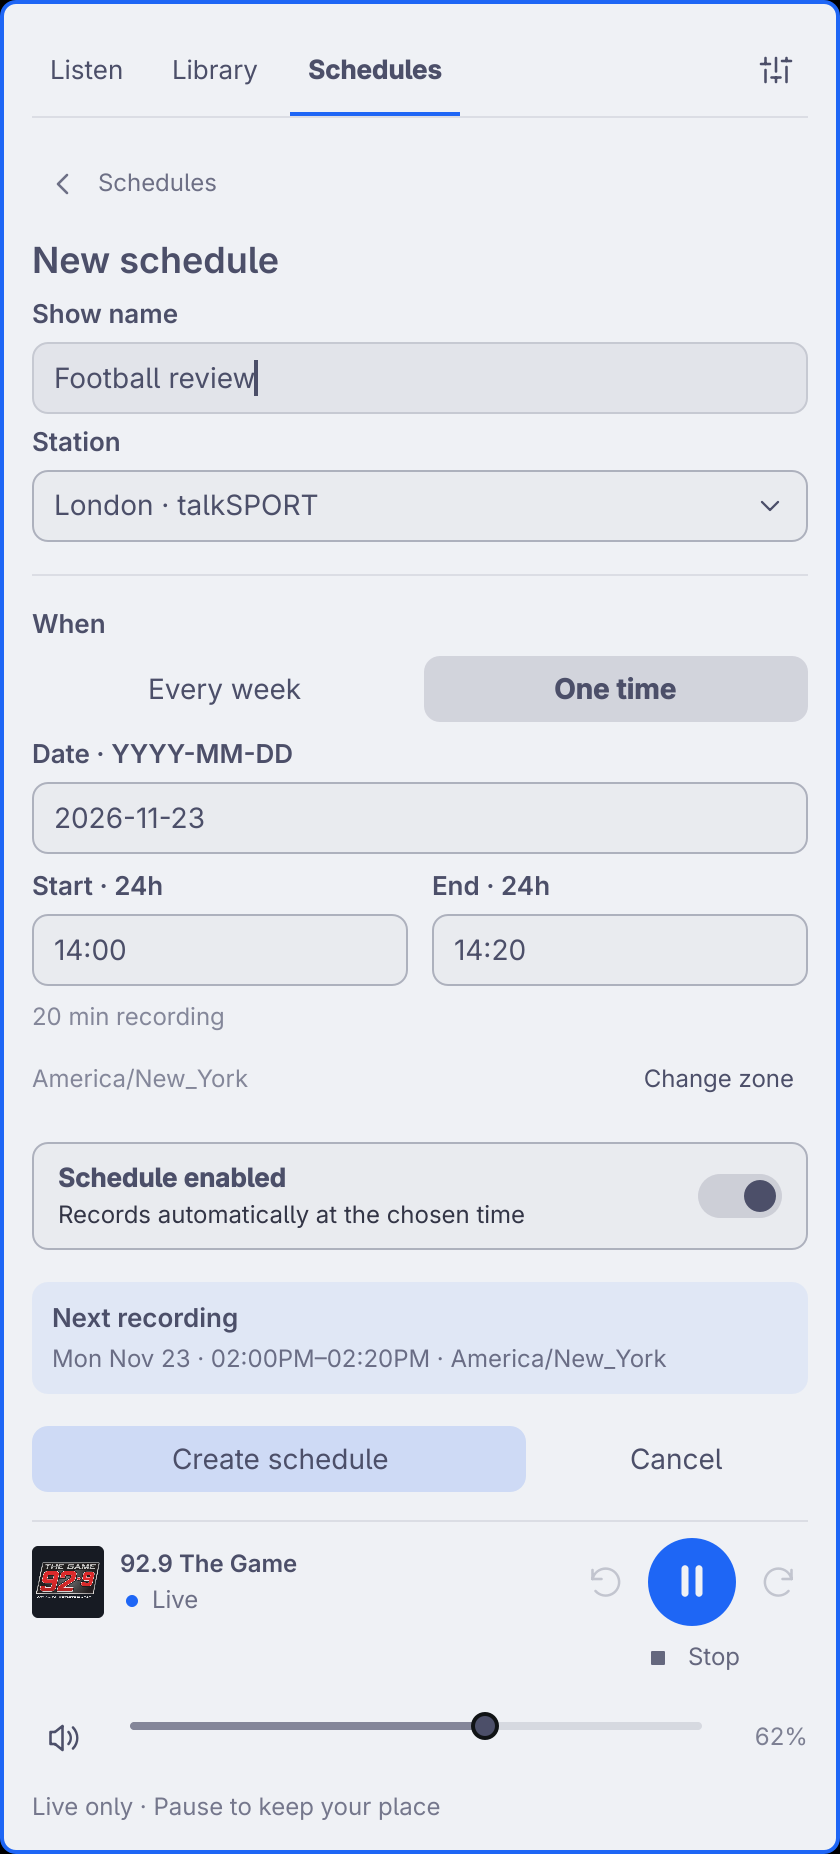 Listen Library Schedules
Schedules
New schedule
Show name
Football review
Station
London · talkSPORT
When
Every week One time
Date · YYYY-MM-DD
2026-11-23
Start · 24h End · 24h
14:00 14:20
20 min recording
America/New_York Change zone
Schedule enabled
Records automatically at the chosen time
Next recording
Mon Nov 23 · 02:00PM–02:20PM · America/New_York
Create schedule Cancel
THE GAME
92.9
92.9 The Game
Live
Stop
62%
Live only · Pause to keep your place